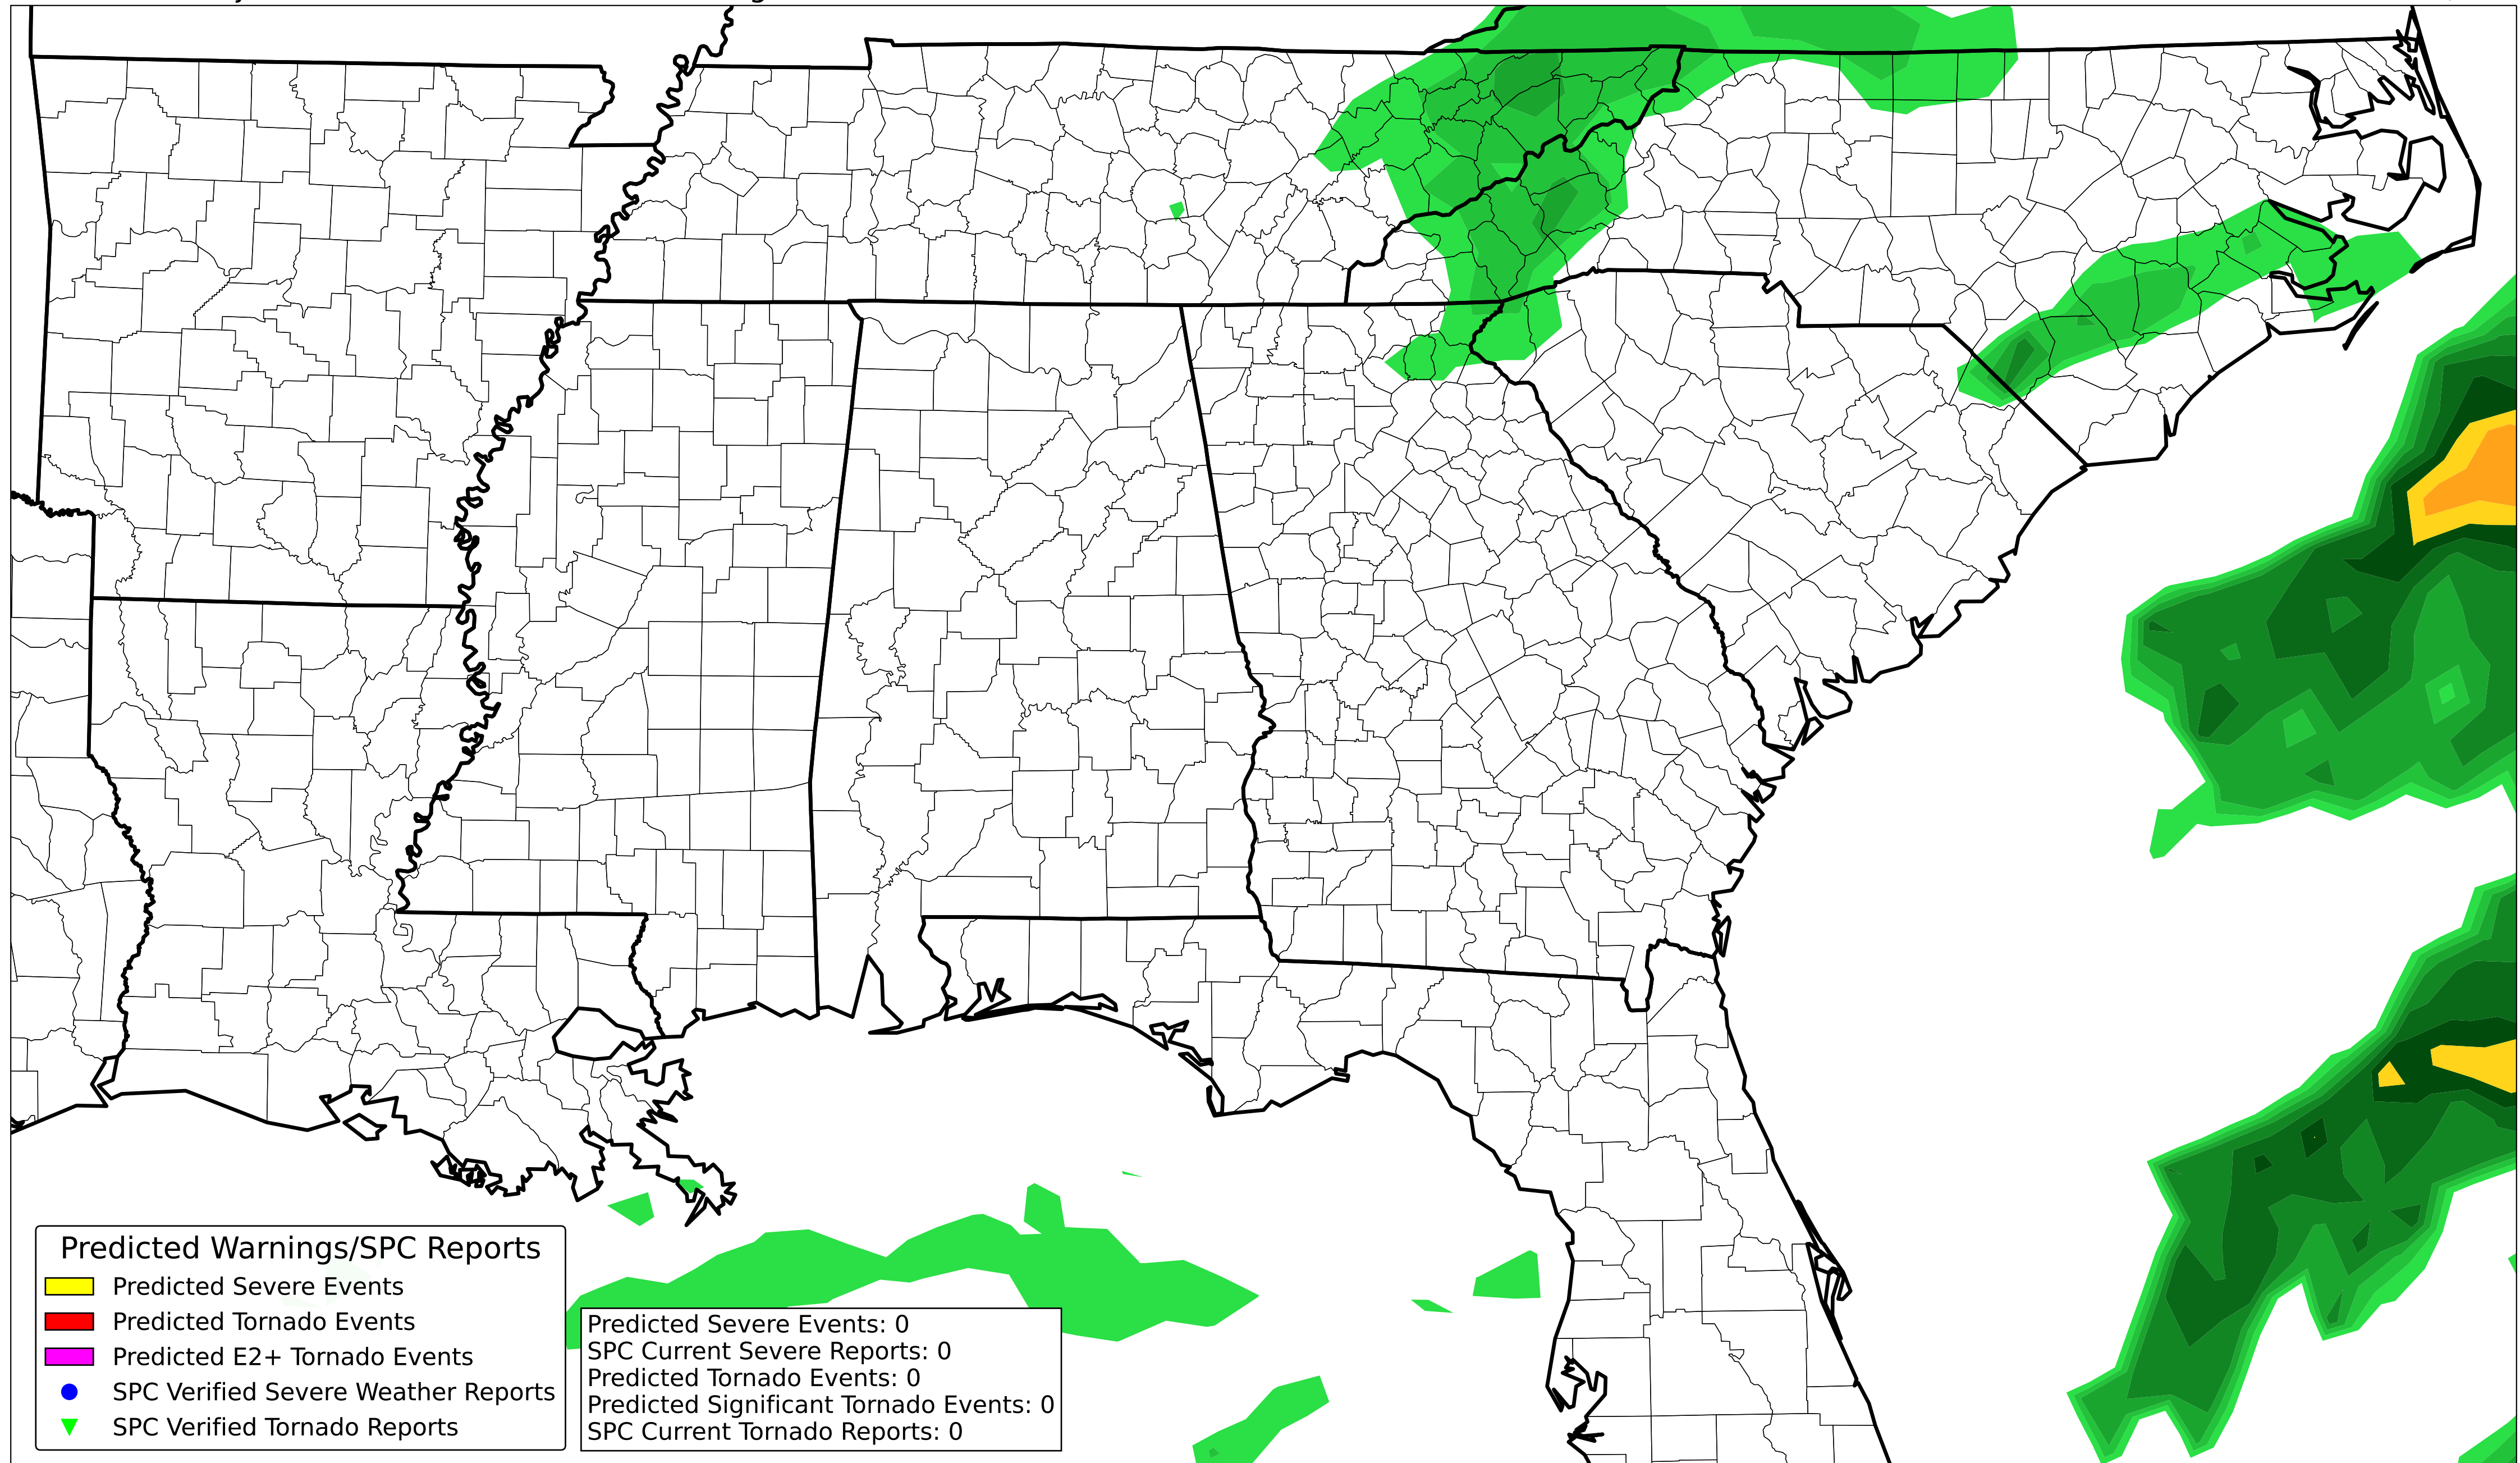 Predicted Warnings/SPC Reports
Predicted Severe Events
Predicted Tornado Events
Predicted E2+ Tornado Events
SPC Verified Severe Weather Reports
SPC Verified Tornado Reports
Predicted Severe Events: 0
SPC Current Severe Reports: 0
Predicted Tornado Events: 0
Predicted Significant Tornado Events: 0
SPC Current Tornado Reports: 0